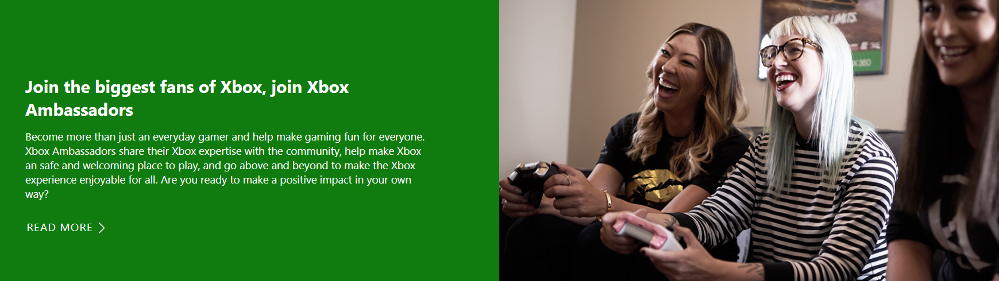 Join the biggest fans of Xbox, join Xbox
Ambassadors
Become more than just an everyday gamer and help make gaming fun for everyone.
Xbox Ambassadors share their Xbox expertise with the community, help make Xbox
an safe and welcoming place to play, and go above and beyond to make the Xbox
experience enjoyable for all. Are you ready to make a positive impact in your own
way?
READ MORE
LIMITS.
360